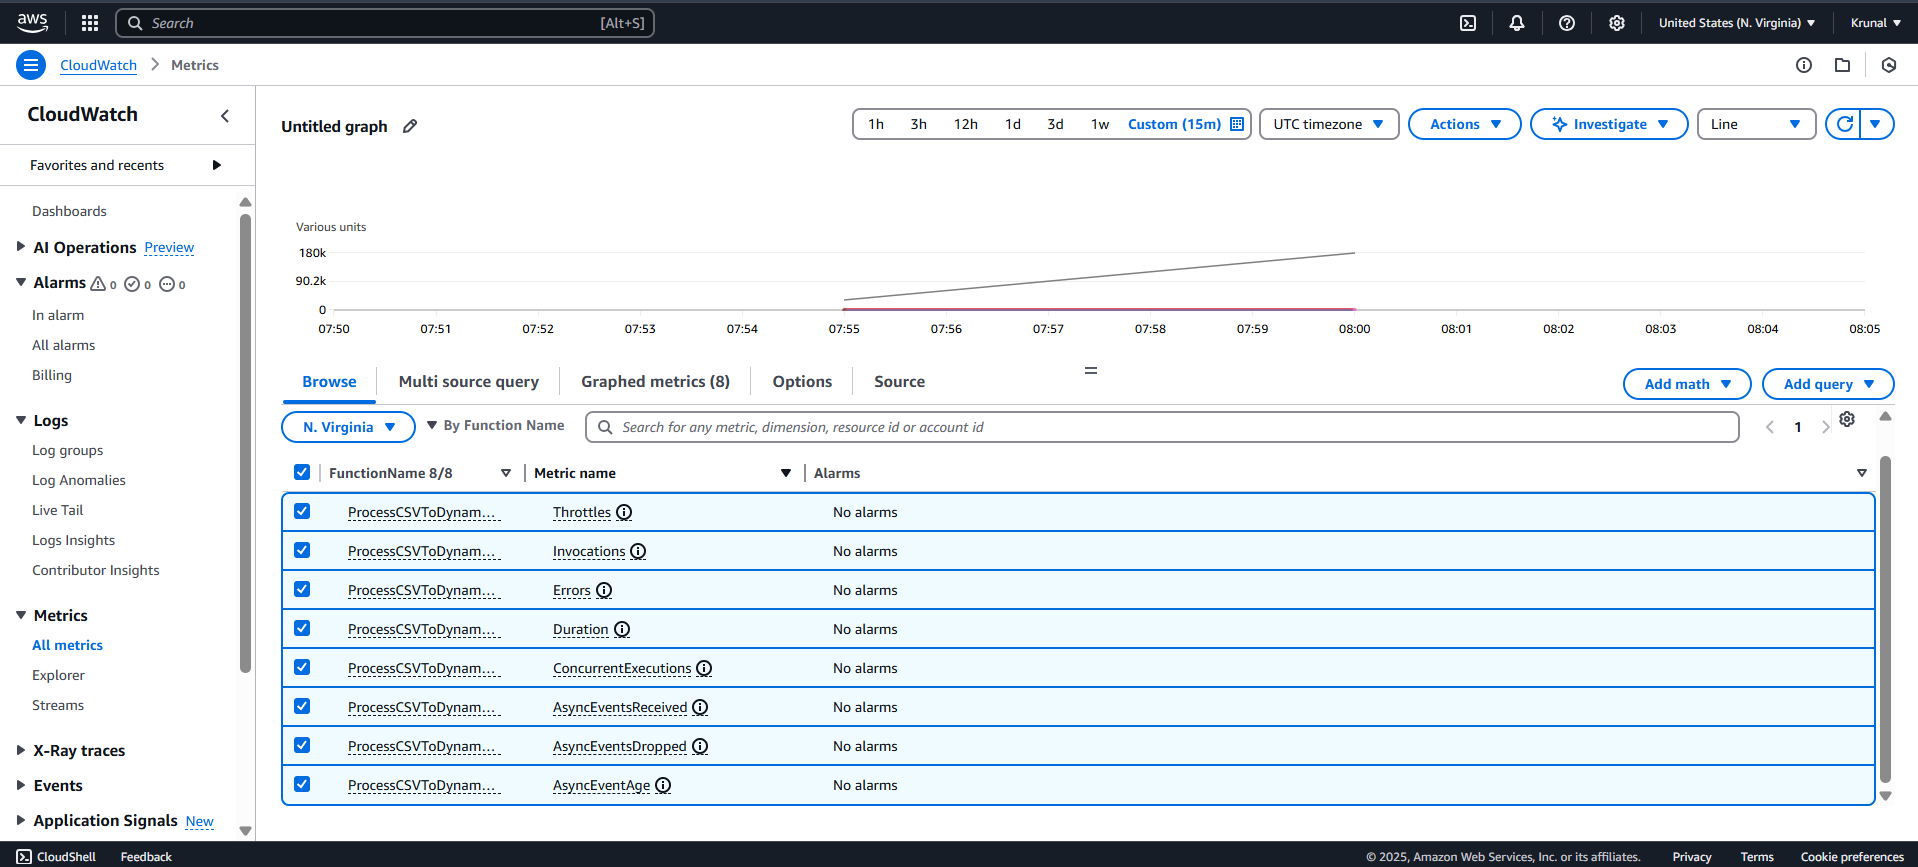 aws
Search [Alt+S]
United States (N. Virginia)
Krunal
CloudWatch
Metrics
CloudWatch
Favorites and recents
Dashboards
AI Operations Preview
Alarms 0 0 0
In alarm
All alarms
Billing
Logs
Log groups
Log Anomalies
Live Tail
Logs Insights
Contributor Insights
Metrics
All metrics
Explorer
Streams
X-Ray traces
Events
Application Signals New
Untitled graph
1h 3h 12h 1d 3d 1w Custom (15m)
UTC timezone
Actions
Investigate
Line
Various units
180k
90.2k
0
07:50 07:51 07:52 07:53 07:54 07:55 07:56 07:57 07:58 07:59 08:00 08:01 08:02 08:03 08:04 08:05
Browse
Multi source query
Graphed metrics (8)
Options
Source
Add math
Add query
N. Virginia
By Function Name
Search for any metric, dimension, resource id or account id
1
FunctionName 8/8 Metric name Alarms
ProcessCSVToDynam... Throttles No alarms
ProcessCSVToDynam... Invocations No alarms
ProcessCSVToDynam... Errors No alarms
ProcessCSVToDynam... Duration No alarms
ProcessCSVToDynam... ConcurrentExecutions No alarms
ProcessCSVToDynam... AsyncEventsReceived No alarms
ProcessCSVToDynam... AsyncEventsDropped No alarms
ProcessCSVToDynam... AsyncEventAge No alarms
CloudShell Feedback © 2025, Amazon Web Services, Inc. or its affiliates. Privacy Terms Cookie preferences